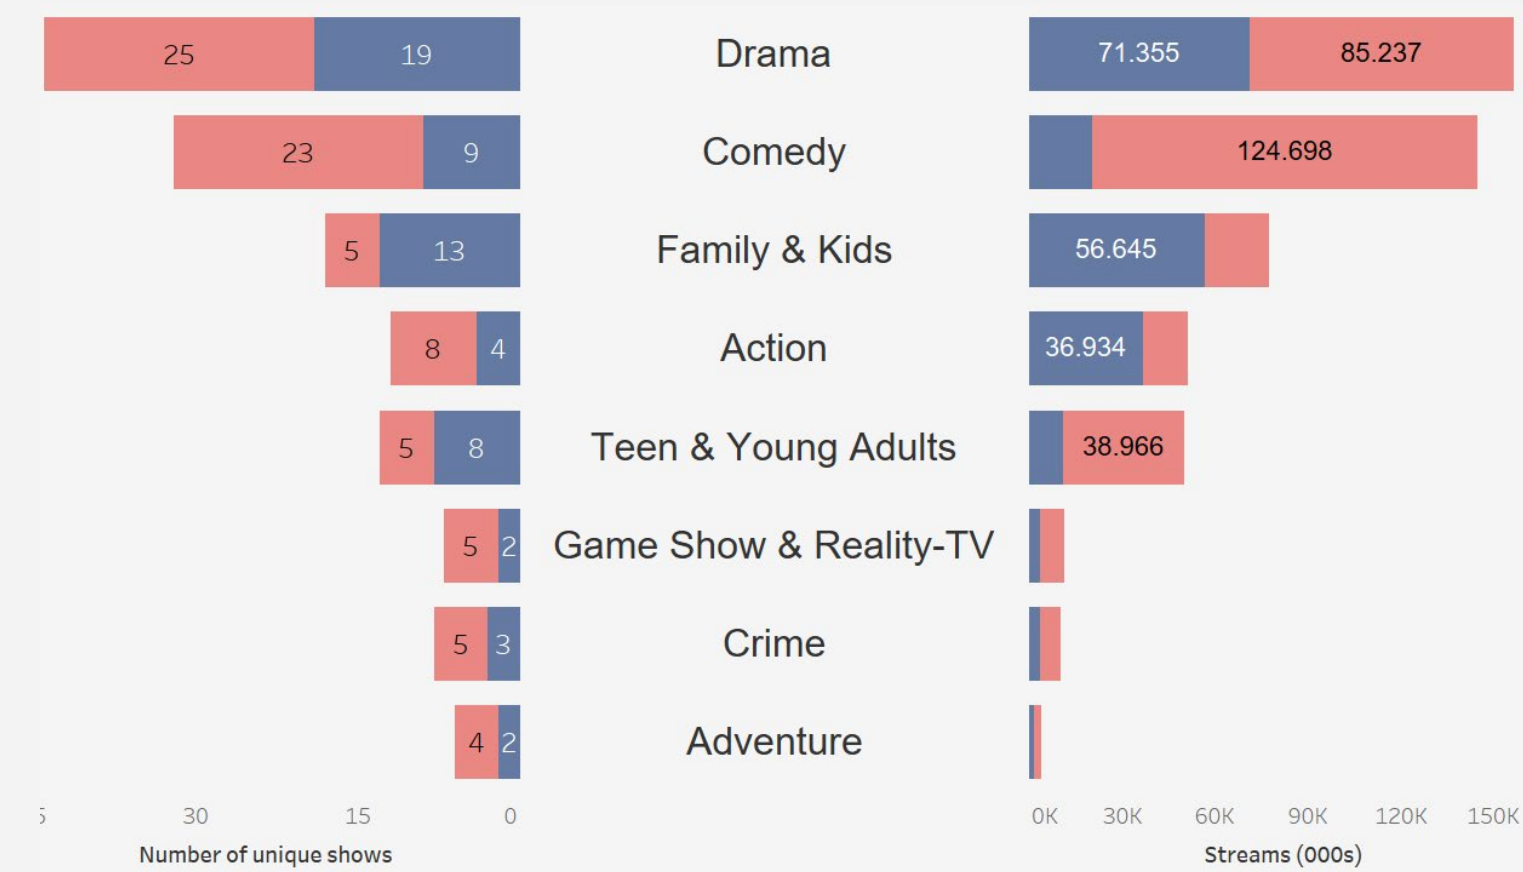 25 19 Drama 71.355 85.237
23 9 Comedy 124.698
5 13 Family & Kids 56.645
8 4 Action 36.934
5 8 Teen & Young Adults 38.966
5 2 Game Show & Reality-TV
5 3 Crime
4 2 Adventure
30 15 0 0K 30K 60K 90K 120K 150K
Number of unique shows Streams (000s)